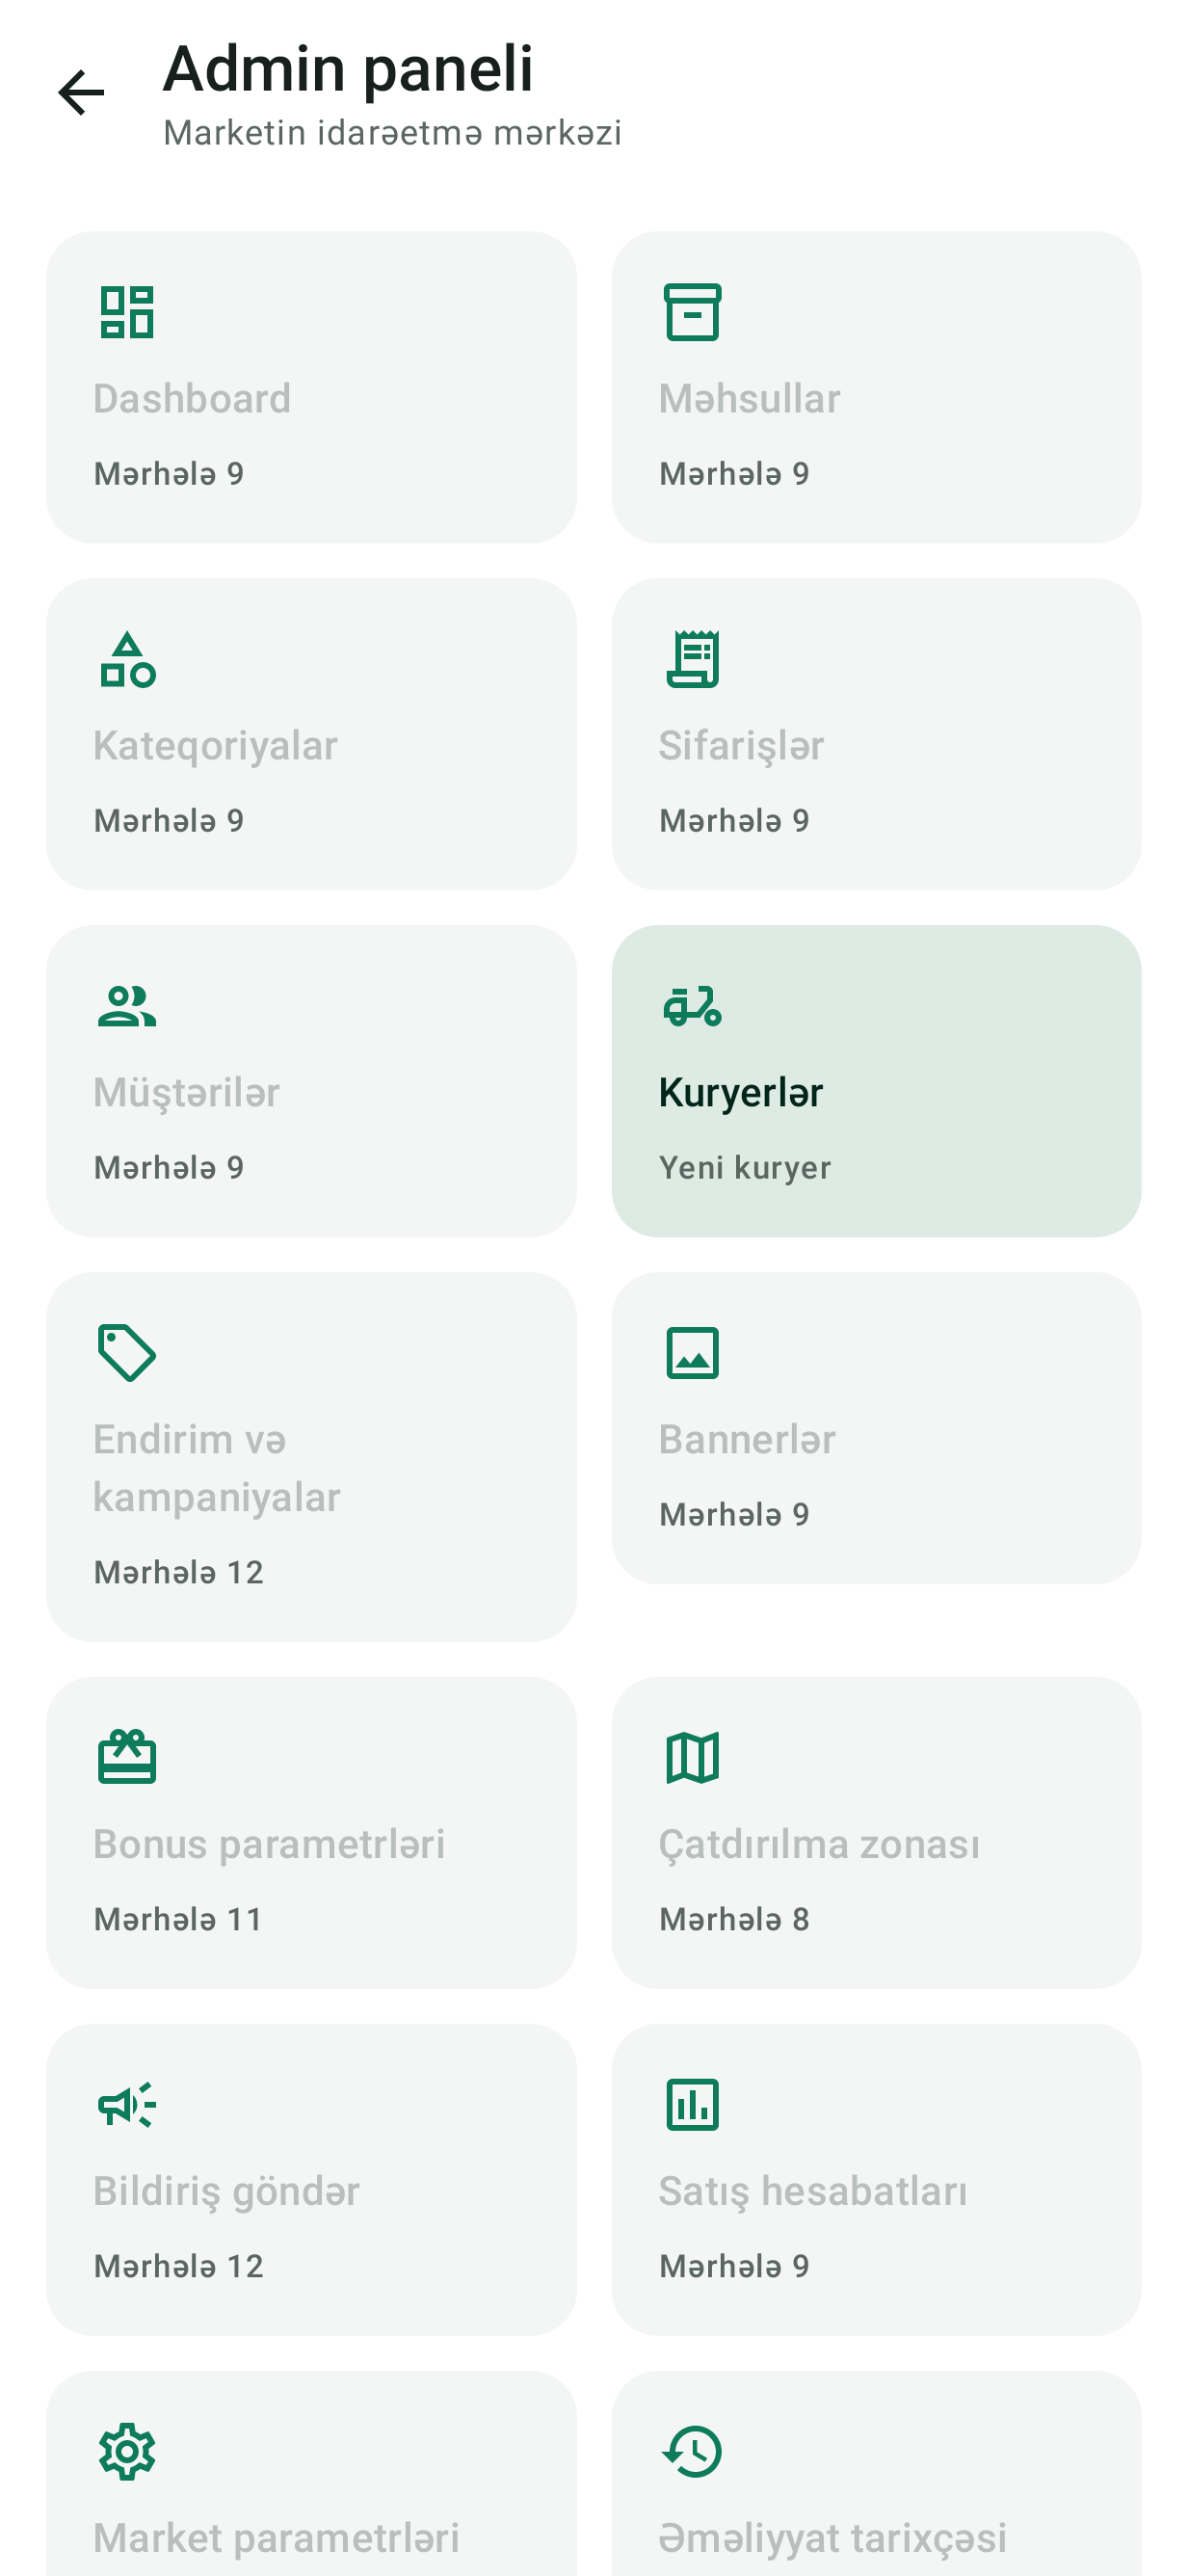 Admin paneli
Marketin idarəetmə mərkəzi
Dashboard
Mərhələ 9
Məhsullar
Mərhələ 9
Kateqoriyalar
Mərhələ 9
Sifarişlər
Mərhələ 9
Müştərilər
Mərhələ 9
Kuryerlər
Yeni kuryer
Endirim və
kampaniyalar
Mərhələ 12
Bannerlər
Mərhələ 9
Bonus parametrləri
Mərhələ 11
Çatdırılma zonası
Mərhələ 8
Bildiriş göndər
Mərhələ 12
Satış hesabatları
Mərhələ 9
Market parametrləri
Əməliyyat tarixçəsi